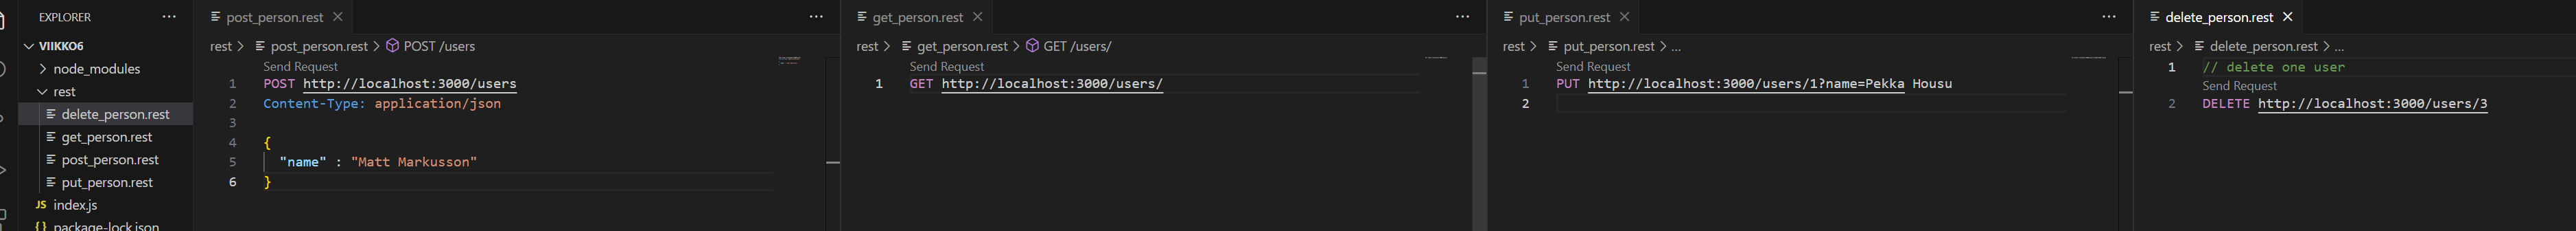 EXPLORER
VIIKKO6
node_modules
rest
delete_person.rest
get_person.rest
post_person.rest
put_person.rest
JS index.js
{} package-lock.json
post_person.rest
rest > post_person.rest > POST /users
Send Request
1 POST http://localhost:3000/users
2 Content-Type: application/json
3
4 {
5 "name" : "Matt Markusson"
6 }
get_person.rest
rest > get_person.rest > GET /users/
Send Request
1 GET http://localhost:3000/users/
put_person.rest
rest > put_person.rest > ...
Send Request
1 PUT http://localhost:3000/users/1?name=Pekka Housu
2
delete_person.rest
rest > delete_person.rest > ...
1 // delete one user
Send Request
2 DELETE http://localhost:3000/users/3